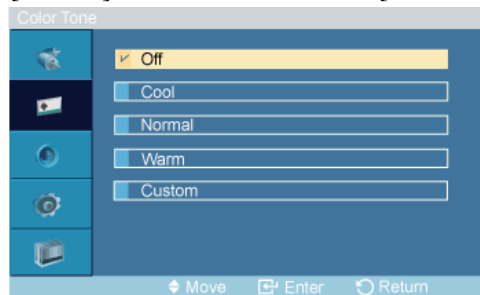 Color Tone
Off
Cool
Normal
Warm
Custom
Move Enter Return